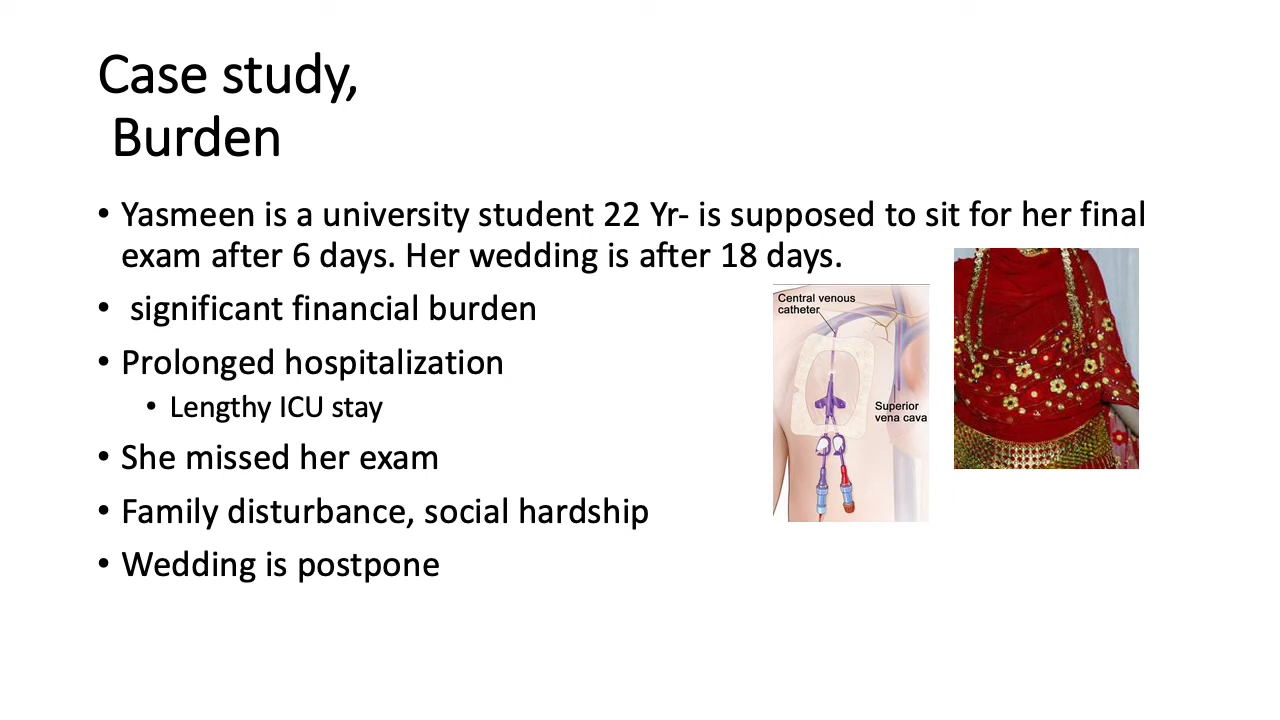 Case study,
Burden
• Yasmeen is a university student 22 Yr- is supposed to sit for her final
exam after 6 days. Her wedding is after 18 days.
• significant financial burden
• Prolonged hospitalization
• Lengthy ICU stay
• She missed her exam
• Family disturbance, social hardship
• Wedding is postpone
Central venous
catheter
Superior
vena cava